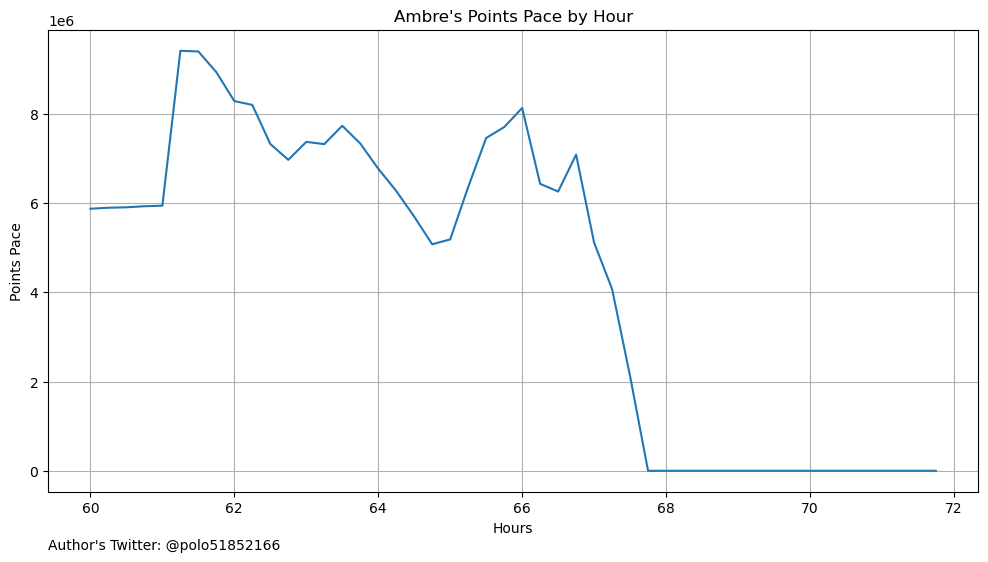 Ambre's Points Pace by Hour
1e6
8
6
4
2
0
Points Pace
60 62 64 66 68 70 72
Hours
Author's Twitter: @polo51852166